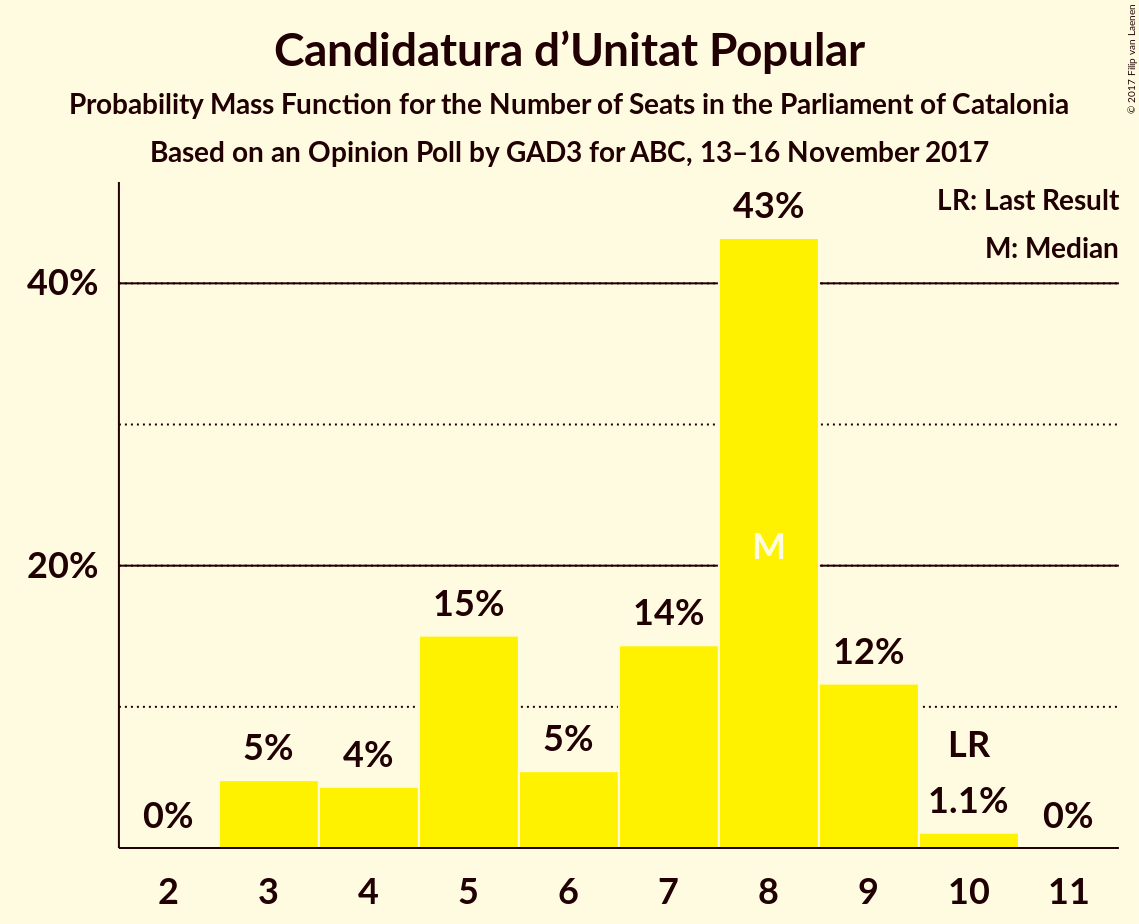 Candidatura d’Unitat Popular
Probability Mass Function for the Number of Seats in the Parliament of Catalonia
Based on an Opinion Poll by GAD3 for ABC, 13–16 November 2017
© 2017 Filip van Laenen
LR: Last Result
M: Median
40%
20%
0%
5%
4%
15%
5%
14%
43%
M
12%
LR
1.1%
0%
2 3 4 5 6 7 8 9 10 11